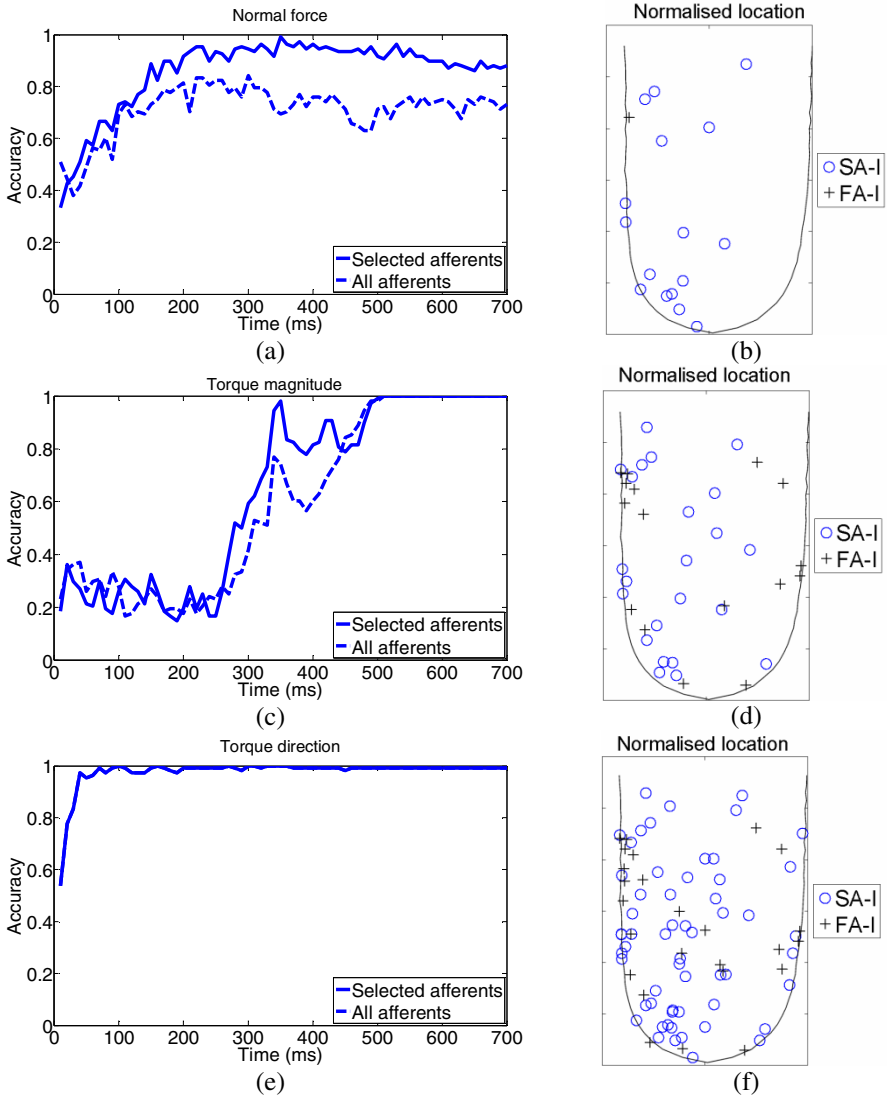 Normal force
1
0.8
0.6
0.4
0.2
0
Accuracy
Selected afferents
All afferents
0 100 200 300 400 500 600 700
Time (ms)
(a)
Normalised location
SA-I
FA-I
(b)
Torque magnitude
1
0.8
0.6
0.4
0.2
0
Accuracy
Selected afferents
All afferents
0 100 200 300 400 500 600 700
Time (ms)
(c)
Normalised location
SA-I
FA-I
(d)
Torque direction
1
0.8
0.6
0.4
0.2
0
Accuracy
Selected afferents
All afferents
0 100 200 300 400 500 600 700
Time (ms)
(e)
Normalised location
SA-I
FA-I
(f)